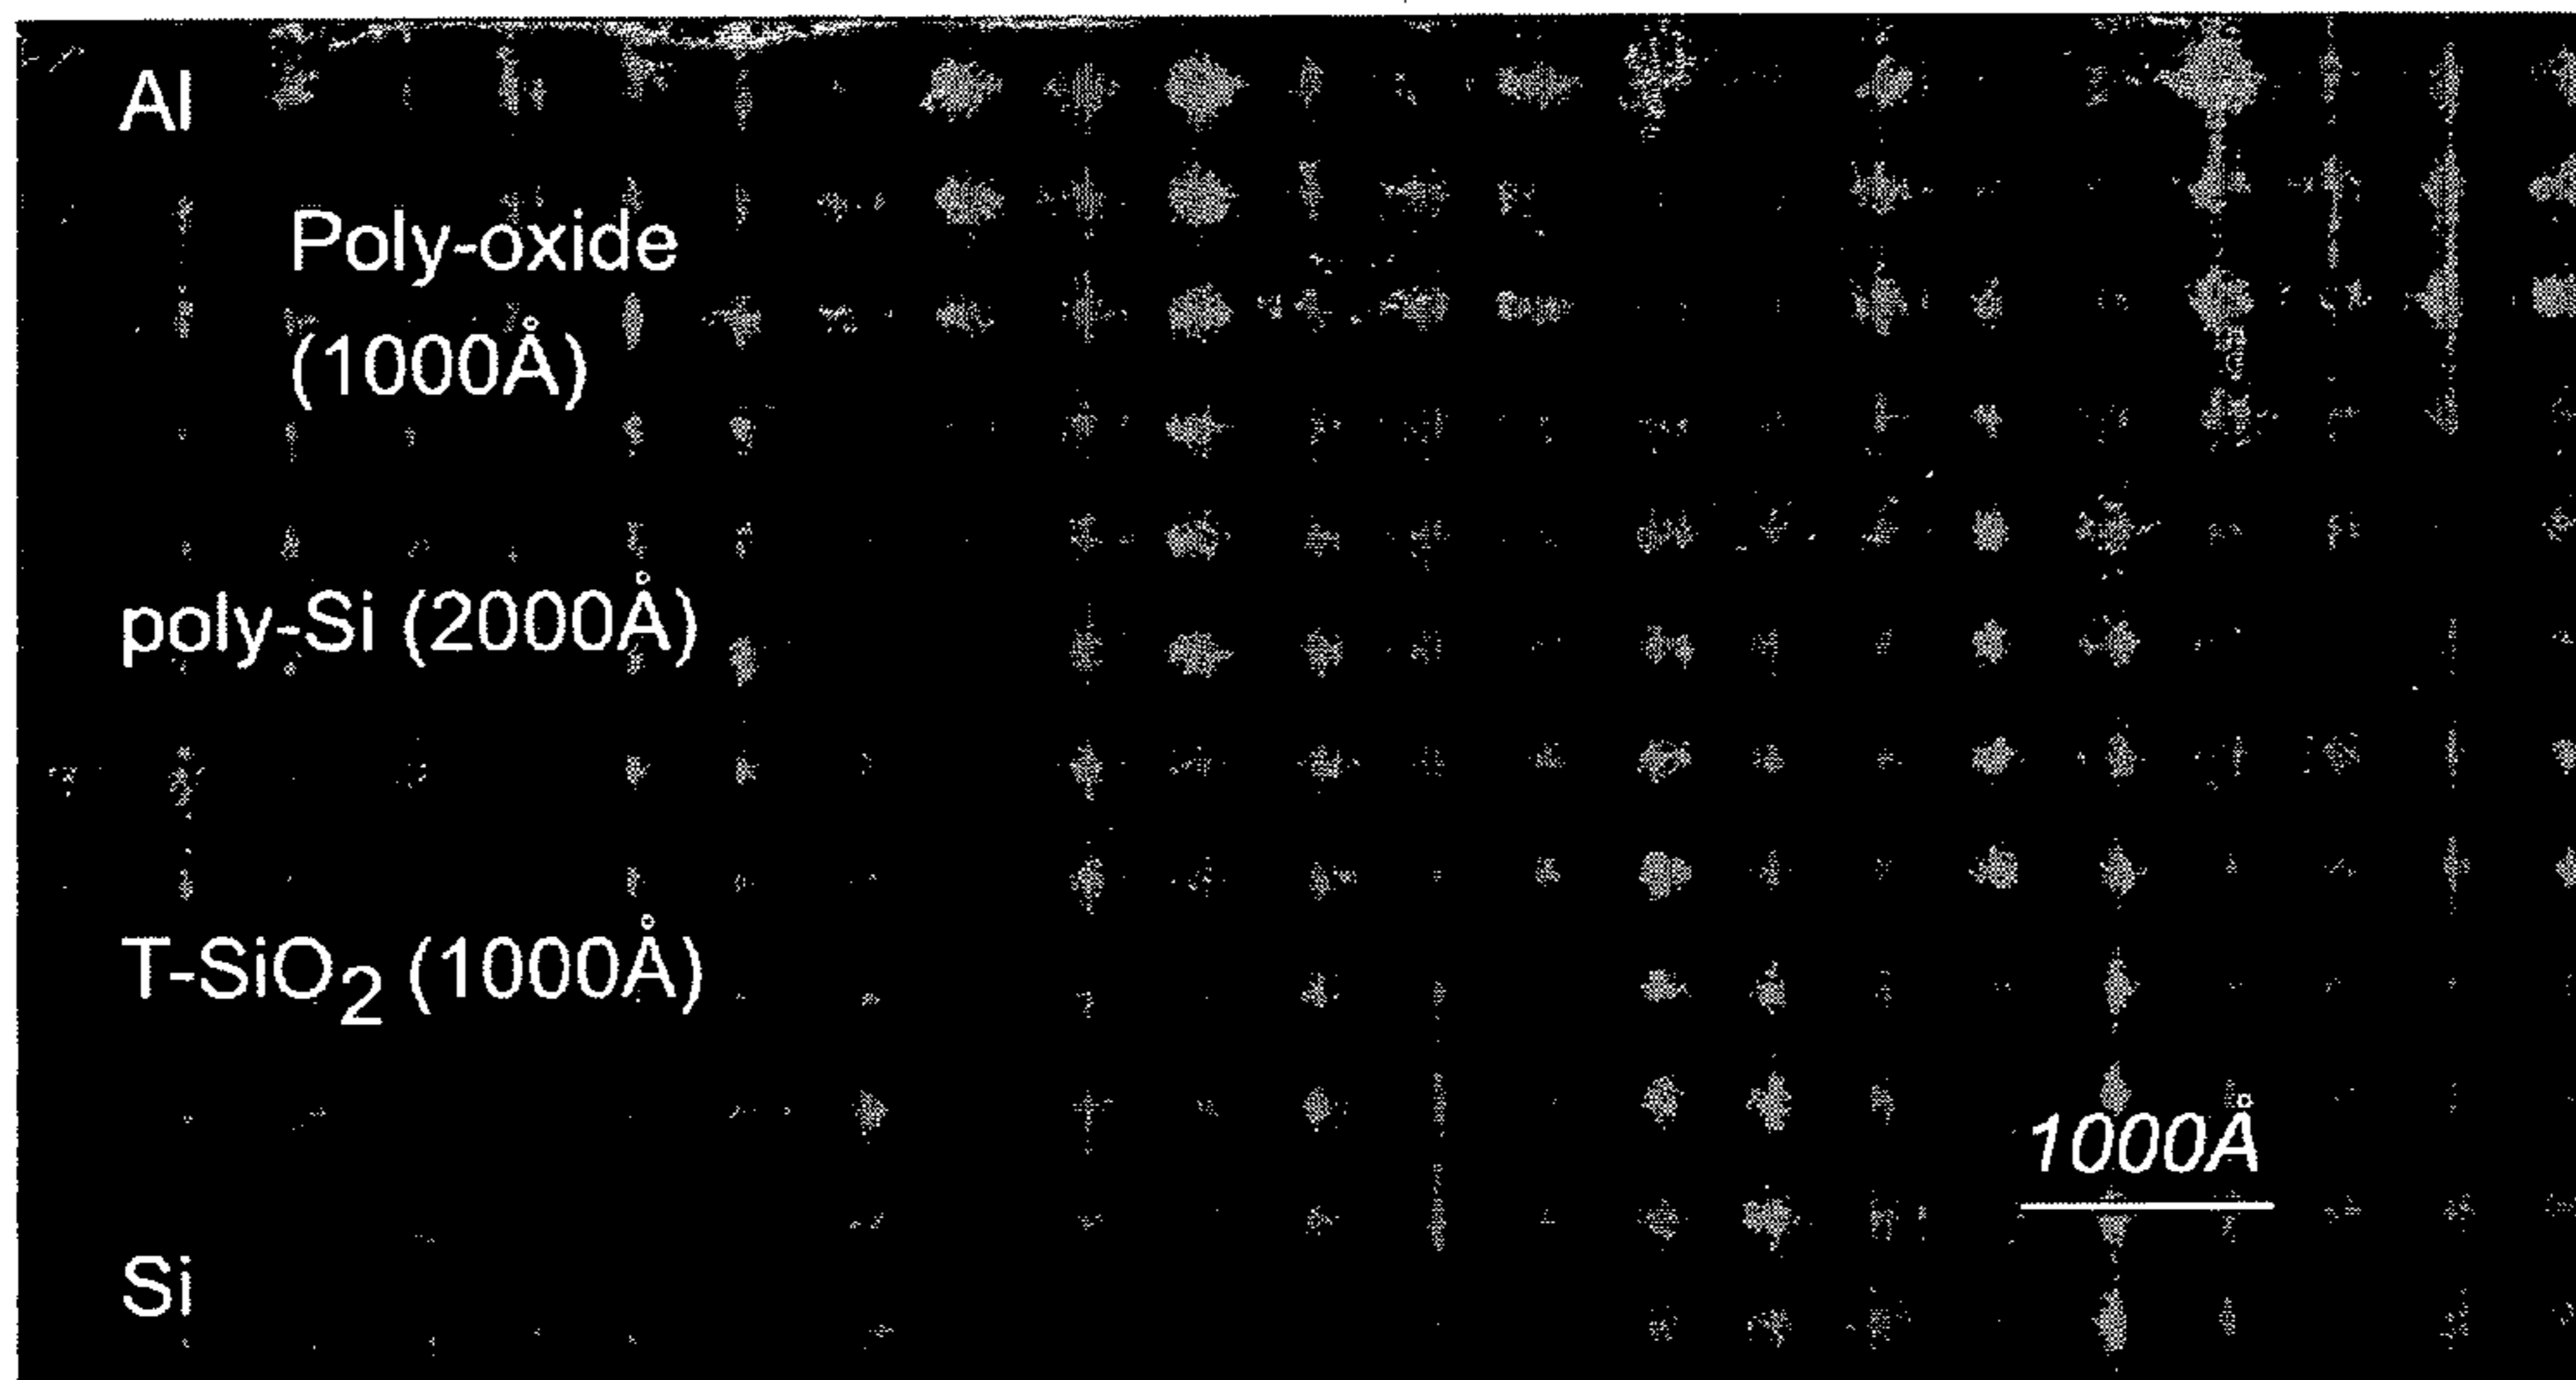 Al
Poly-oxide
(1000Å)
poly-Si (2000Å)
T-SiO₂ (1000Å)
1000Å
Si